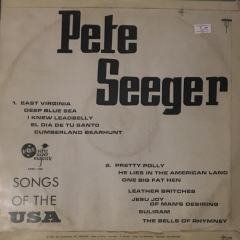 Pete
Seeger
1. EAST VIRGINIA
DEEP BLUE SEA
I KNEW LEADBELLY
EL DIA DE TU SANTO
CUMBERLAND BEARHUNT
VOX
2. PRETTY POLLY
HE LIES IN THE AMERICAN LAND
ONE BIG FAT HEN
LEATHER BRITCHES
JESU JOY
OF MAN'S DESIRING
SULIRAM
THE BELLS OF RHYMNEY
SONGS
OF THE
USA